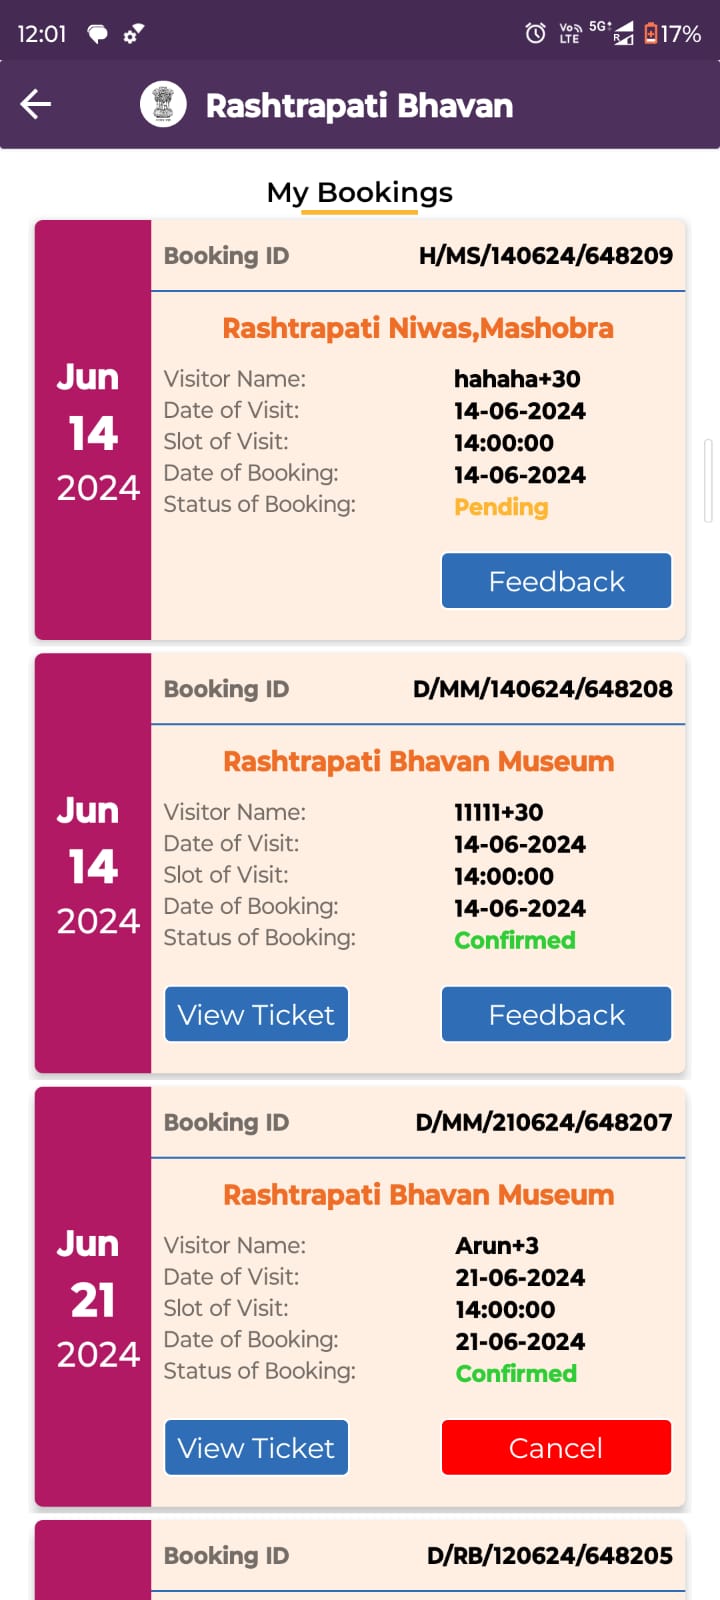 12:01 Vo)) LTE 5G+ R 17%
Rashtrapati Bhavan
My Bookings
Booking ID H/MS/140624/648209
Rashtrapati Niwas,Mashobra
Jun
14
2024
Visitor Name: hahaha+30
Date of Visit: 14-06-2024
Slot of Visit: 14:00:00
Date of Booking: 14-06-2024
Status of Booking: Pending
Feedback
Booking ID D/MM/140624/648208
Rashtrapati Bhavan Museum
Jun
14
2024
Visitor Name: 11111+30
Date of Visit: 14-06-2024
Slot of Visit: 14:00:00
Date of Booking: 14-06-2024
Status of Booking: Confirmed
View Ticket Feedback
Booking ID D/MM/210624/648207
Rashtrapati Bhavan Museum
Jun
21
2024
Visitor Name: Arun+3
Date of Visit: 21-06-2024
Slot of Visit: 14:00:00
Date of Booking: 21-06-2024
Status of Booking: Confirmed
View Ticket Cancel
Booking ID D/RB/120624/648205